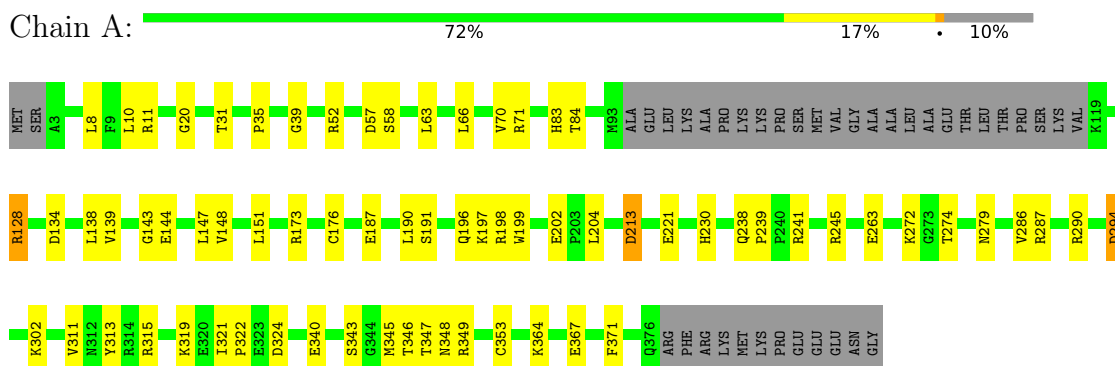 Chain A:
72% 17% • 10%
MET SER A3 L8 F9 L10 R11 G20 T31 P35 G39 R52 D57 S58 L63 L66 V70 R71 H83 T84 M93 ALA GLU LEU LYS ALA PRO LYS LYS PRO SER MET VAL GLY ALA ALA LEU ALA GLU THR LEU THR PRO SER LYS VAL K119
R128 D134 L138 V139 G143 E144 L147 V148 L151 R173 C176 E187 L190 S191 Q196 K197 R198 W199 E202 P203 L204 D213 E221 H230 Q238 P239 P240 R241 R245 E263 K272 G273 T274 N279 V286 R287 R290
K302 V311 N312 Y313 R314 R315 K319 E320 I321 P322 E323 D324 E340 S343 G344 M345 T346 T347 N348 R349 C353 K364 E367 F371 Q376 ARG PHE ARG LYS MET LYS PRO GLU GLU GLU ASN GLY